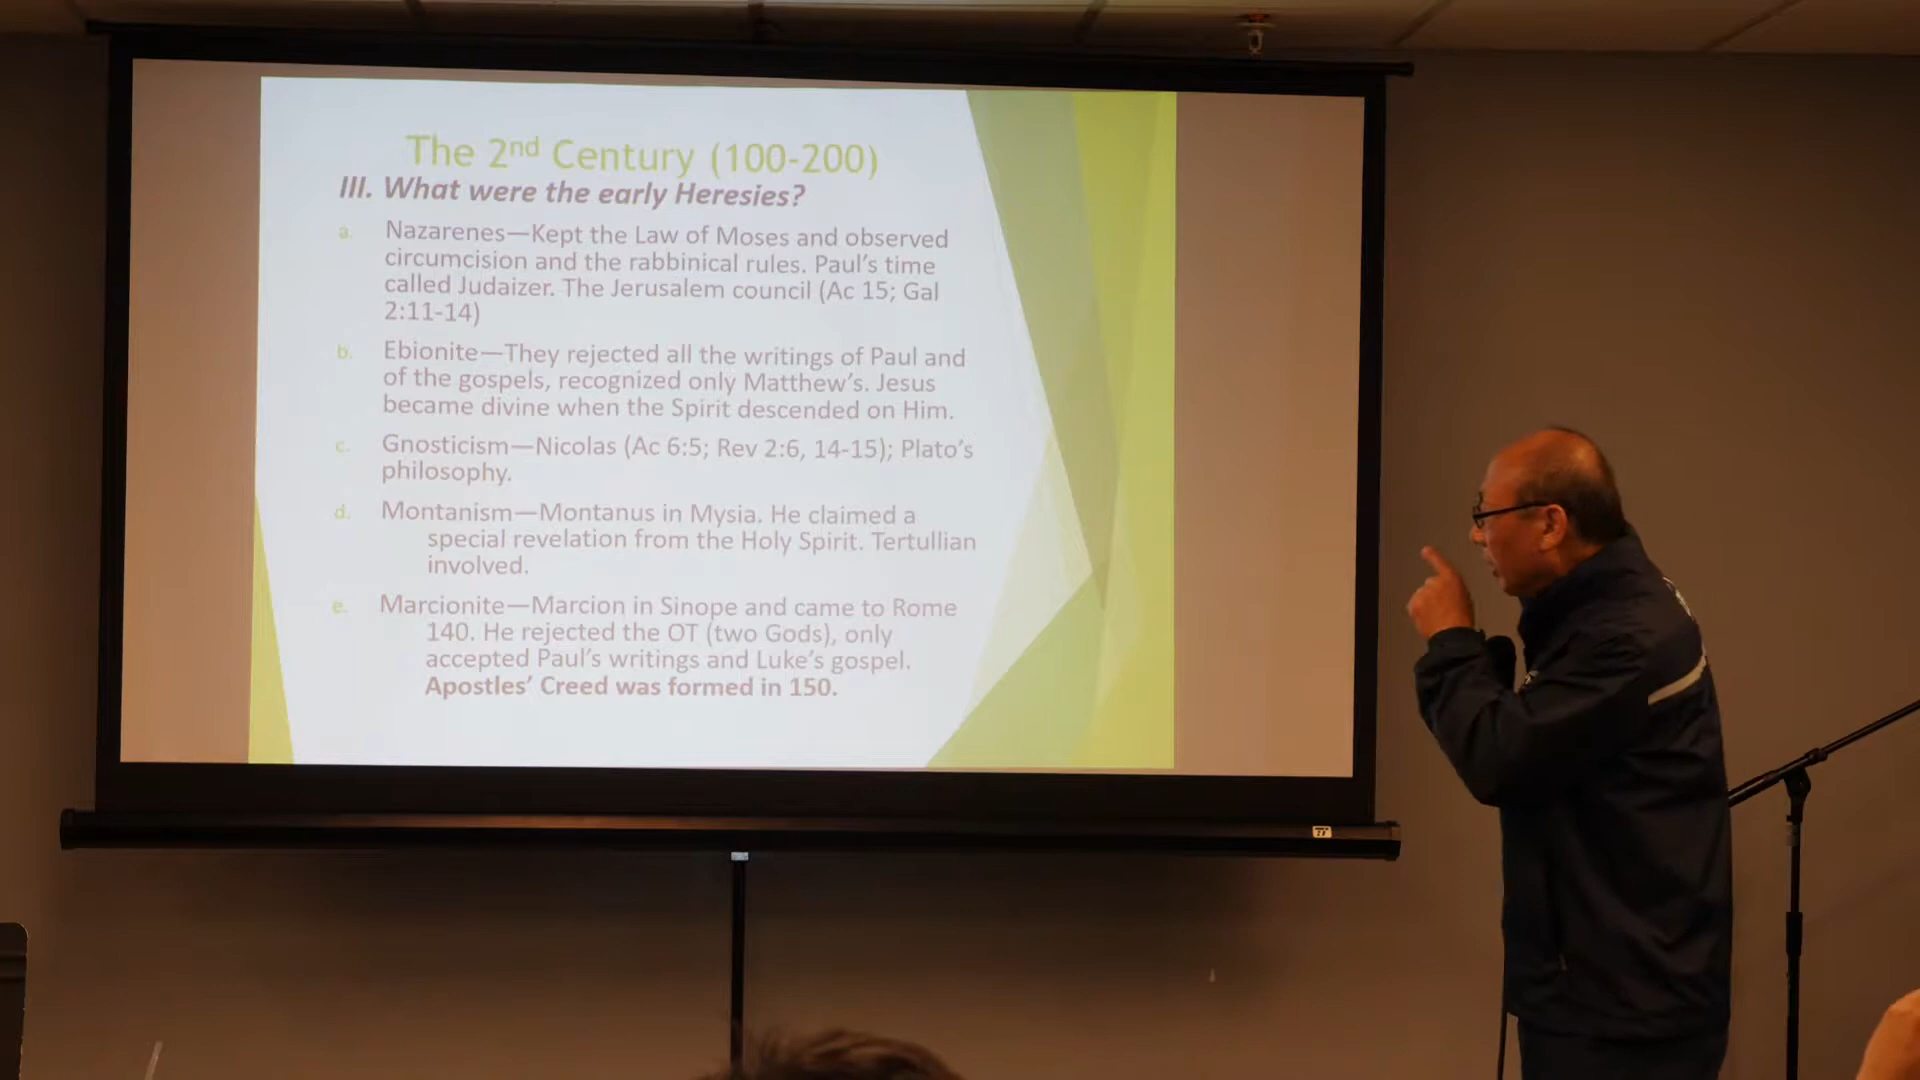 The 2nd Century (100-200)
III. What were the early Heresies?
a. Nazarenes—Kept the Law of Moses and observed
circumcision and the rabbinical rules. Paul's time
called Judaizer. The Jerusalem council (Ac 15; Gal
2:11-14)
b. Ebionite—They rejected all the writings of Paul and
of the gospels, recognized only Matthew's. Jesus
became divine when the Spirit descended on Him.
c. Gnosticism—Nicolas (Ac 6:5; Rev 2:6, 14-15); Plato's
philosophy.
d. Montanism—Montanus in Mysia. He claimed a
special revelation from the Holy Spirit. Tertullian
involved.
e. Marcionite—Marcion in Sinope and came to Rome
140. He rejected the OT (two Gods), only
accepted Paul's writings and Luke's gospel.
Apostles' Creed was formed in 150.